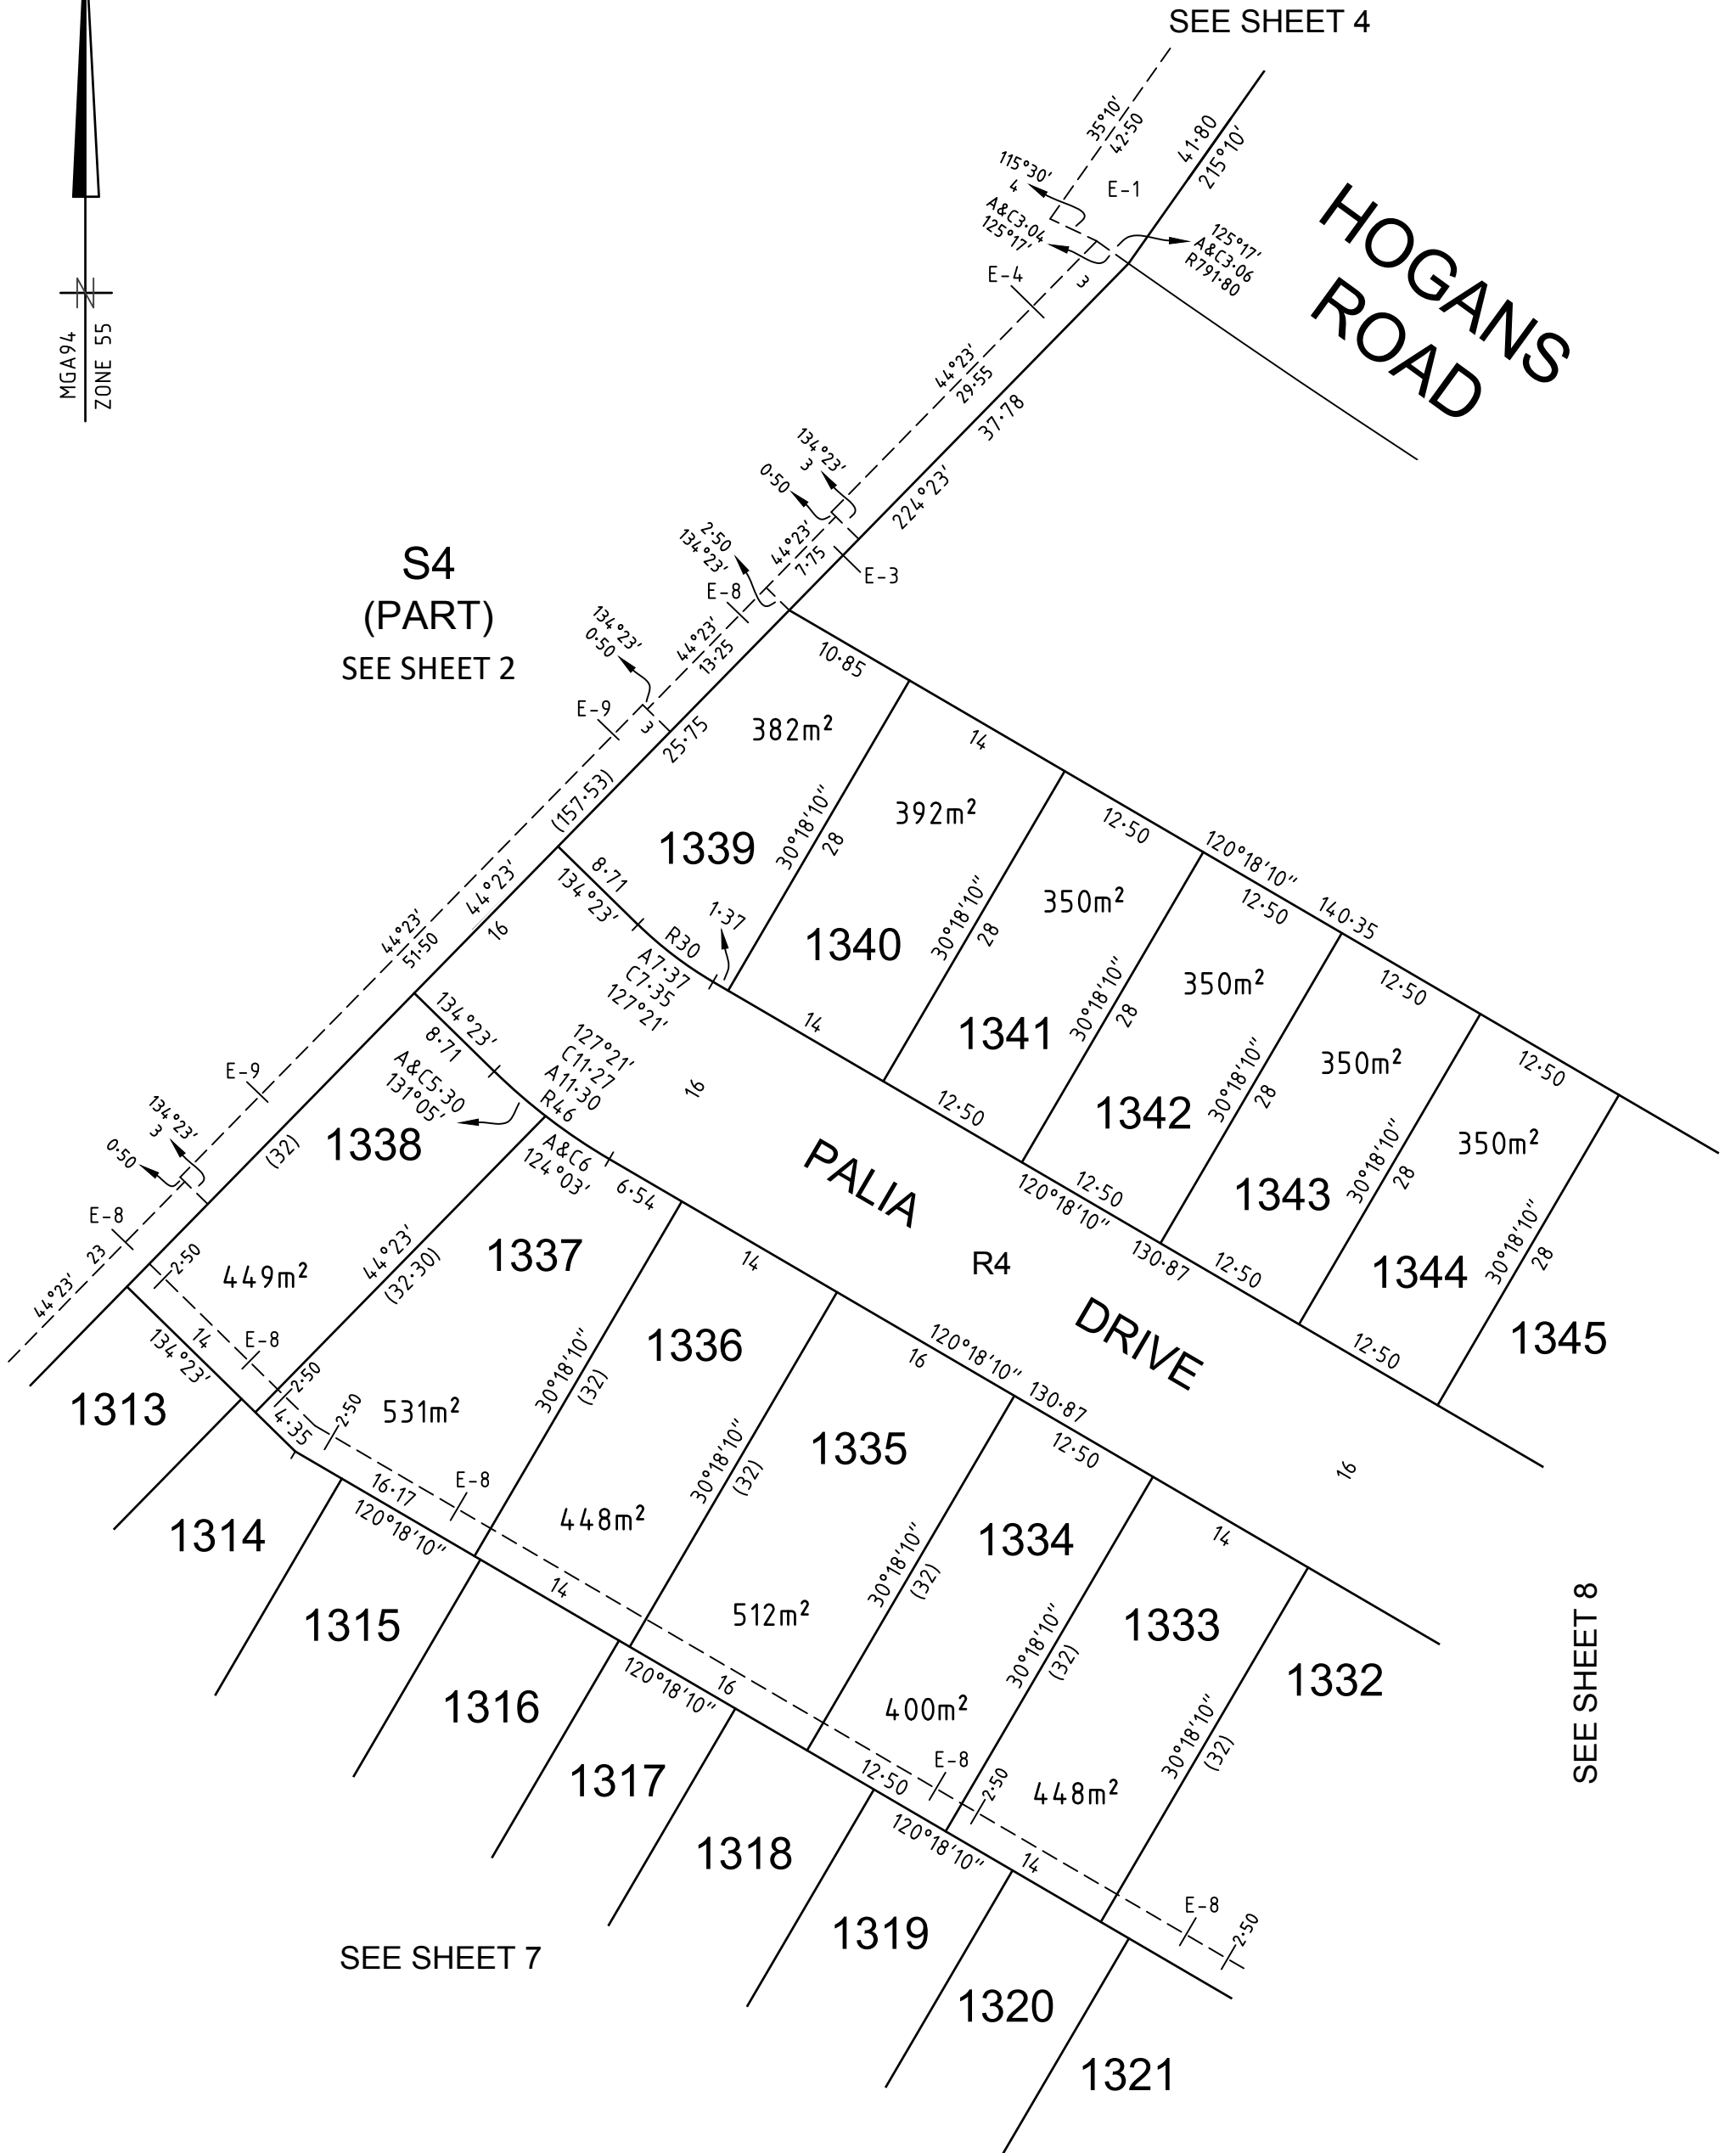 SEE SHEET 4
MGA94
ZONE 55
35°10'
42·50
41·80
215°10'
115°30'
4
E-1
A&C3·04
125°17'
125°17'
A&C3·06
R791·80
E-4
3
HOGANS
ROAD
44°23'
29·55
37·78
224°23'
134°23'
3
0·50
44°23'
7·75
E-3
2·50
134°23'
E-8
S4
(PART)
SEE SHEET 2
134°23'
0·50
44°23'
13·25
E-9
3
25·75
(157·53)
44°23'
16
44°23'
51·50
10·85
382m²
1339
8·71
134°23'
R30
A7·37
C7·35
127°21'
1·37
30°18'10"
28
14
392m²
1340
14
30°18'10"
28
12·50
350m²
1341
12·50
30°18'10"
28
120°18'10"
140·35
12·50
350m²
1342
12·50
30°18'10"
28
120°18'10"
130·87
12·50
350m²
1343
12·50
30°18'10"
28
12·50
350m²
1344
12·50
30°18'10"
28
1345
134°23'
8·71
A&C5·30
131°05'
127°21'
C11·27
A11·30
R46
A&C6
124°03'
6·54
16
PALIA
R4
DRIVE
16
E-9
134°23'
3
0·50
(32)
1338
E-8
44°23'
23
2·50
449m²
44°23'
(32·30)
14
134°23'
E-8
2·50
4·35
1337
531m²
2·50
E-8
16·17
120°18'10"
30°18'10"
(32)
14
1336
448m²
14
30°18'10"
(32)
120°18'10"
130·87
16
1335
512m²
16
120°18'10"
30°18'10"
(32)
12·50
1334
400m²
12·50
E-8
2·50
120°18'10"
30°18'10"
(32)
14
1333
448m²
14
30°18'10"
(32)
1332
E-8
2·50
1313
1314
1315
1316
1317
1318
1319
1320
1321
SEE SHEET 7
SEE SHEET 8